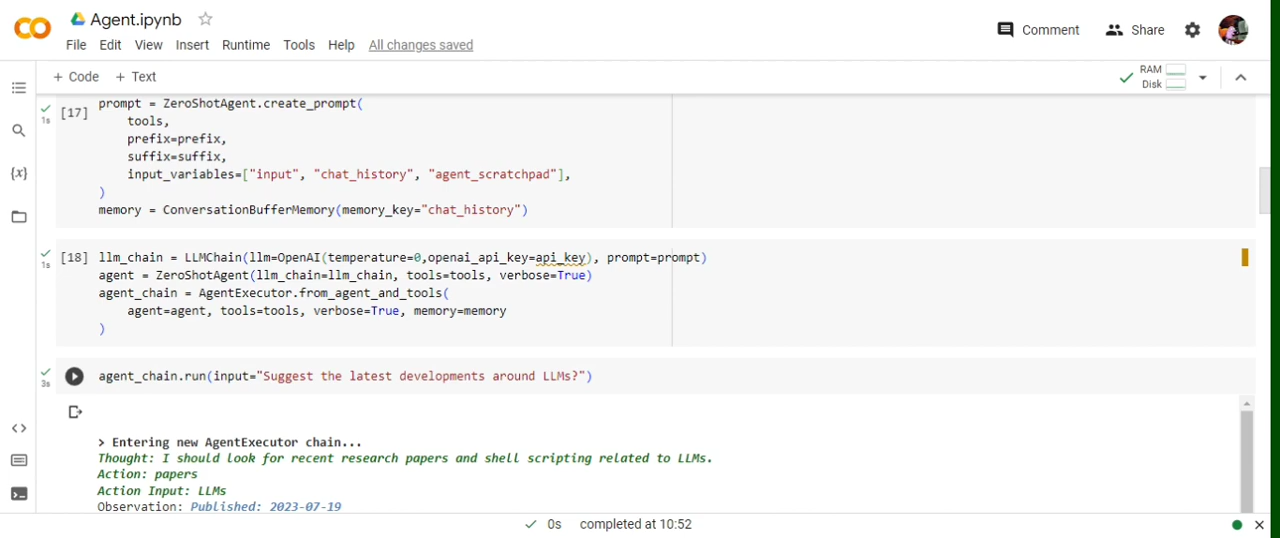 Agent.ipynb
File Edit View Insert Runtime Tools Help All changes saved
Comment Share
+ Code + Text
RAM
Disk
1s
[17]
prompt = ZeroShotAgent.create_prompt(
tools,
prefix=prefix,
suffix=suffix,
input_variables=["input", "chat_history", "agent_scratchpad"],
)
memory = ConversationBufferMemory(memory_key="chat_history")
1s
[18]
llm_chain = LLMChain(llm=OpenAI(temperature=0,openai_api_key=api_key), prompt=prompt)
agent = ZeroShotAgent(llm_chain=llm_chain, tools=tools, verbose=True)
agent_chain = AgentExecutor.from_agent_and_tools(
agent=agent, tools=tools, verbose=True, memory=memory
)
3s
agent_chain.run(input="Suggest the latest developments around LLMs?")
> Entering new AgentExecutor chain...
Thought: I should look for recent research papers and shell scripting related to LLMs.
Action: papers
Action Input: LLMs
Observation: Published: 2023-07-19
0s completed at 10:52